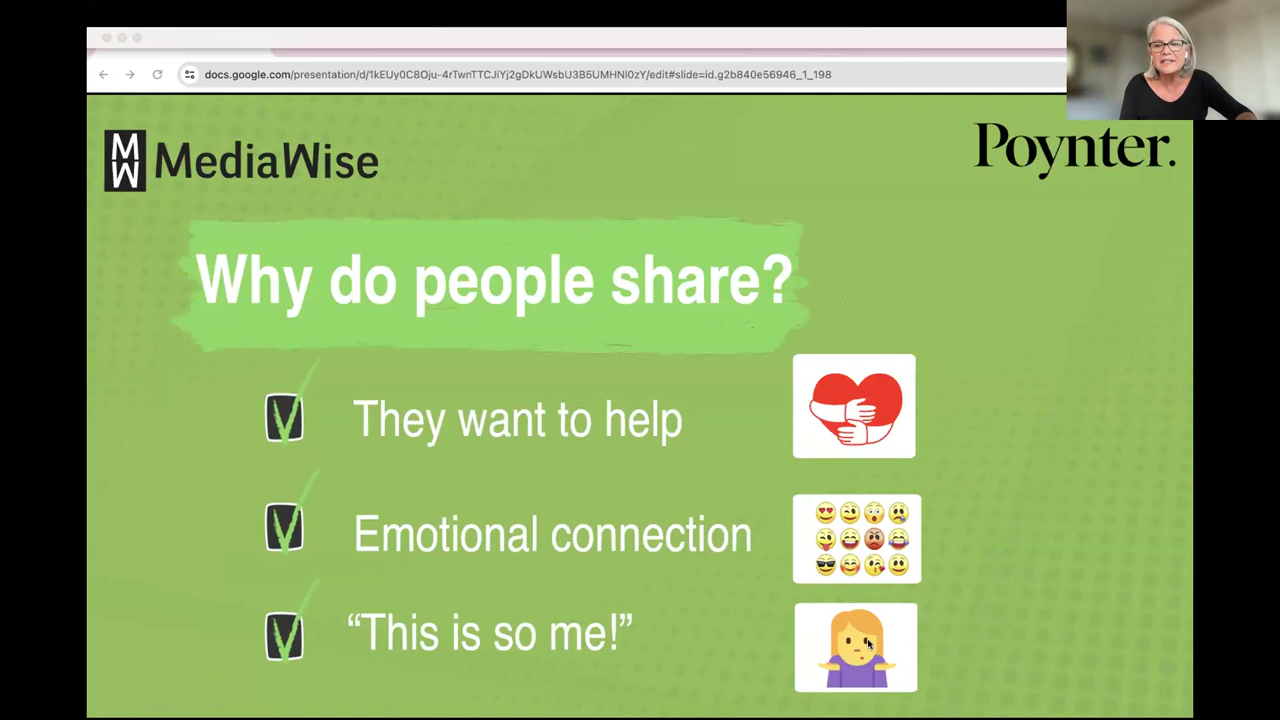 docs.google.com/presentation/d/1kEUy0C8Oju-4rTwnTTCJiYj2gDkUWsbU3B5UMHNl0zY/edit#slide=id.g2b840e56946_1_198
MW MediaWise
Poynter.
Why do people share?
They want to help
Emotional connection
“This is so me!”